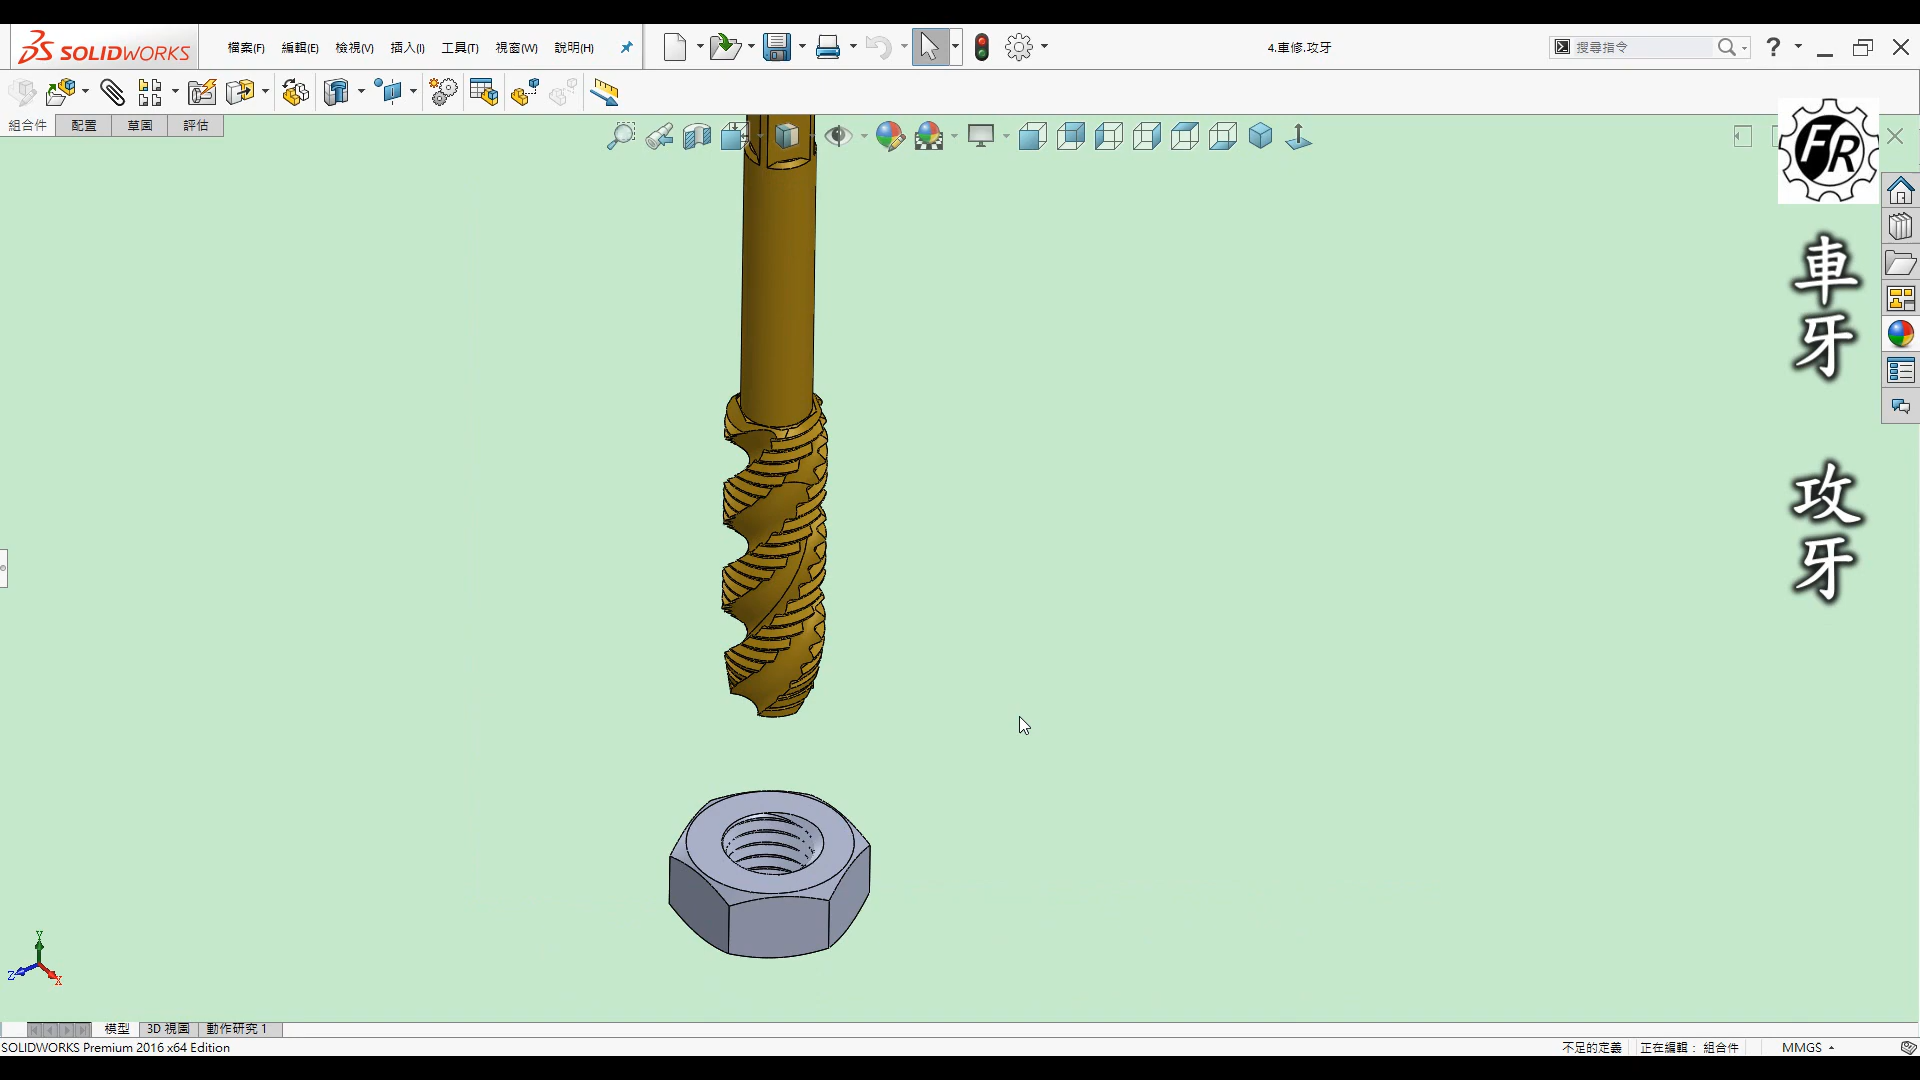 SOLIDWORKS
檔案(F) 編輯(E) 檢視(V) 插入(I) 工具(T) 視窗(W) 說明(H)
4.車修.攻牙
搜尋指令
組合件 配置 草圖 評估
FR
車牙
攻牙
Y
Z
X
模型 3D 視圖 動作研究 1
SOLIDWORKS Premium 2016 x64 Edition
不足的定義 正在編輯： 組合件 MMGS